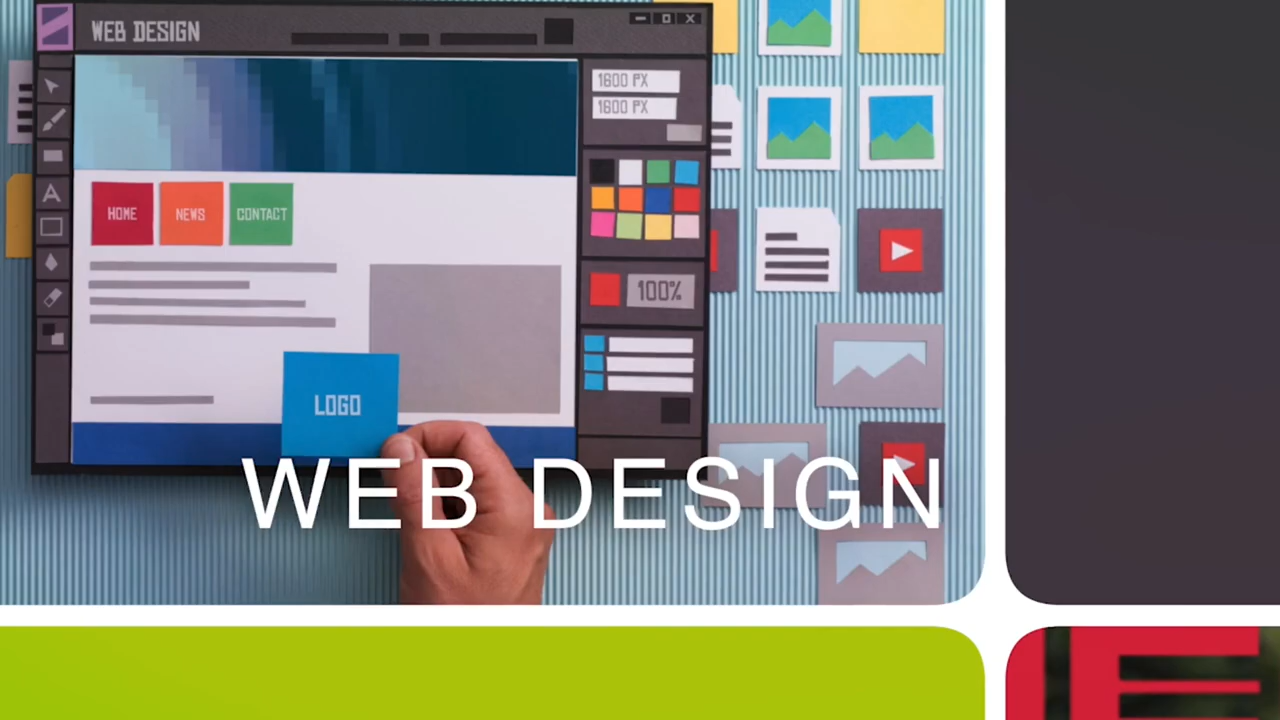 WEB DESIGN
1600 PX
1600 PX
HOME
NEWS
CONTACT
100%
LOGO
WEB DESIGN